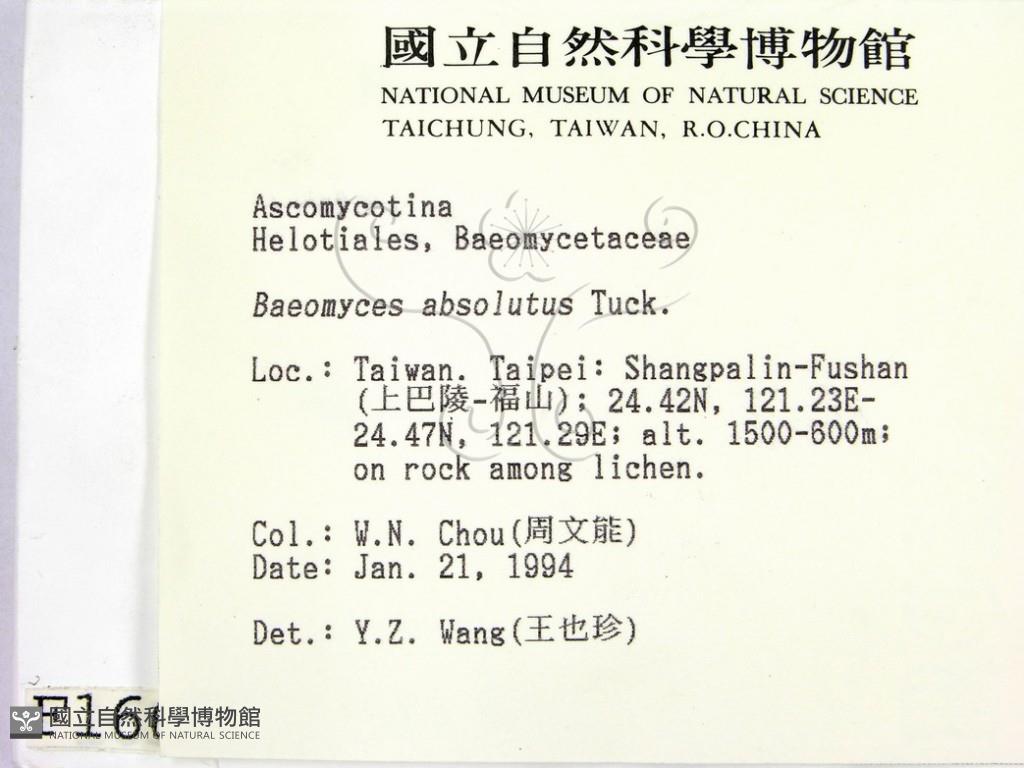 國立自然科學博物館
NATIONAL MUSEUM OF NATURAL SCIENCE
TAICHUNG, TAIWAN, R.O.CHINA
Ascomycotina
Helotiales, Baeomycetaceae
Baeomyces absolutus Tuck.
Loc.: Taiwan. Taipei: Shangpalin-Fushan
(上巴陵-福山); 24.42N, 121.23E-
24.47N, 121.29E; alt. 1500-600m;
on rock among lichen.
Col.: W.N. Chou(周文能)
Date: Jan. 21, 1994
Det.: Y.Z. Wang(王也珍)
國立自然科學博物館
NATIONAL MUSEUM OF NATURAL SCIENCE